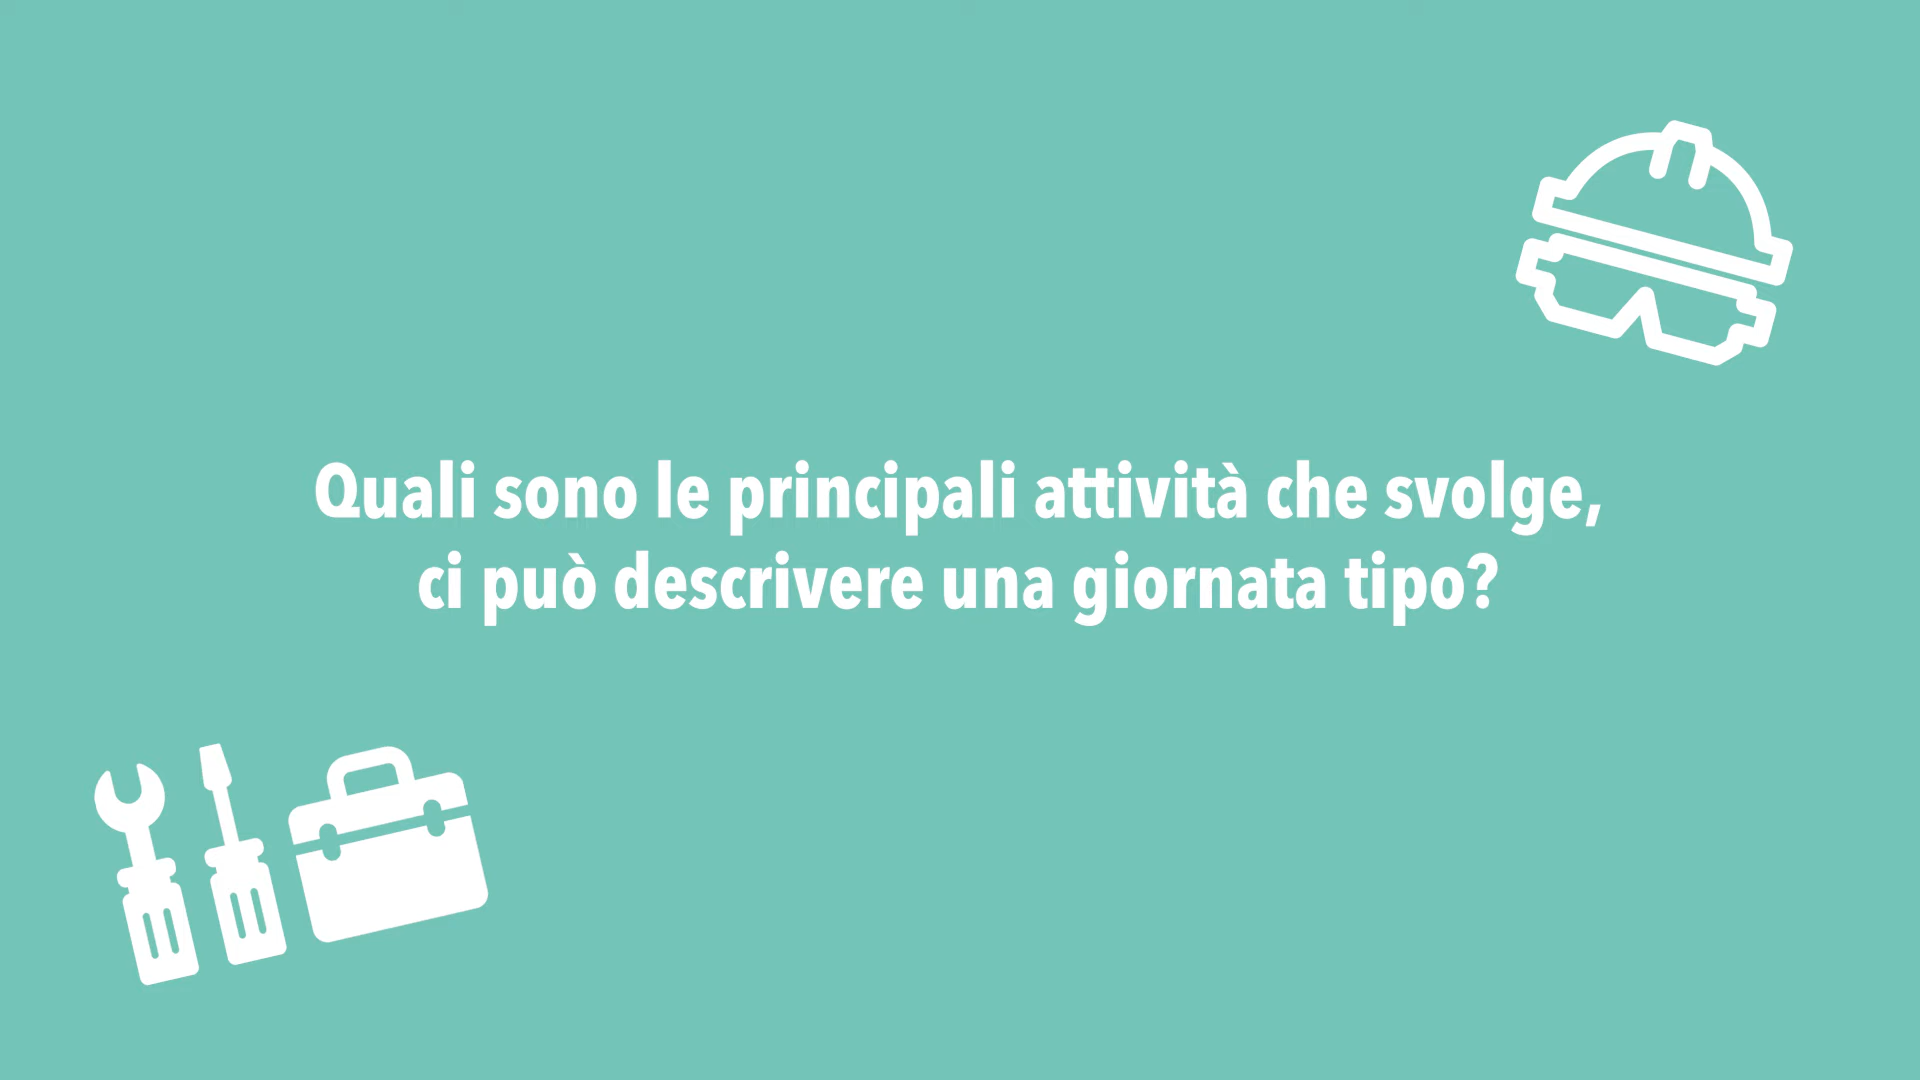 Quali sono le principali attività che svolge,
ci può descrivere una giornata tipo?